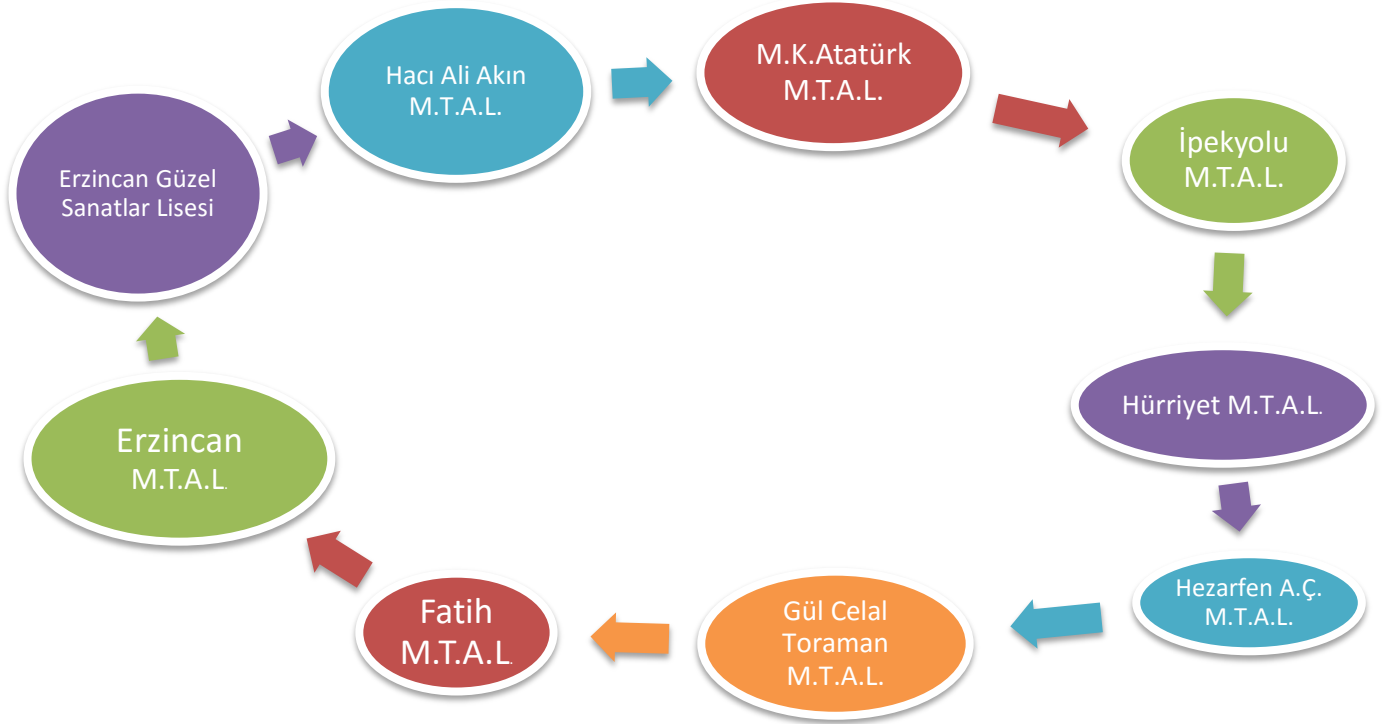 Hacı Ali Akın
M.T.A.L.
M.K.Atatürk
M.T.A.L.
İpekyolu
M.T.A.L.
Hürriyet M.T.A.L.
Hezarfen A.Ç.
M.T.A.L.
Gül Celal
Toraman
M.T.A.L.
Fatih
M.T.A.L.
Erzincan
M.T.A.L.
Erzincan Güzel
Sanatlar Lisesi